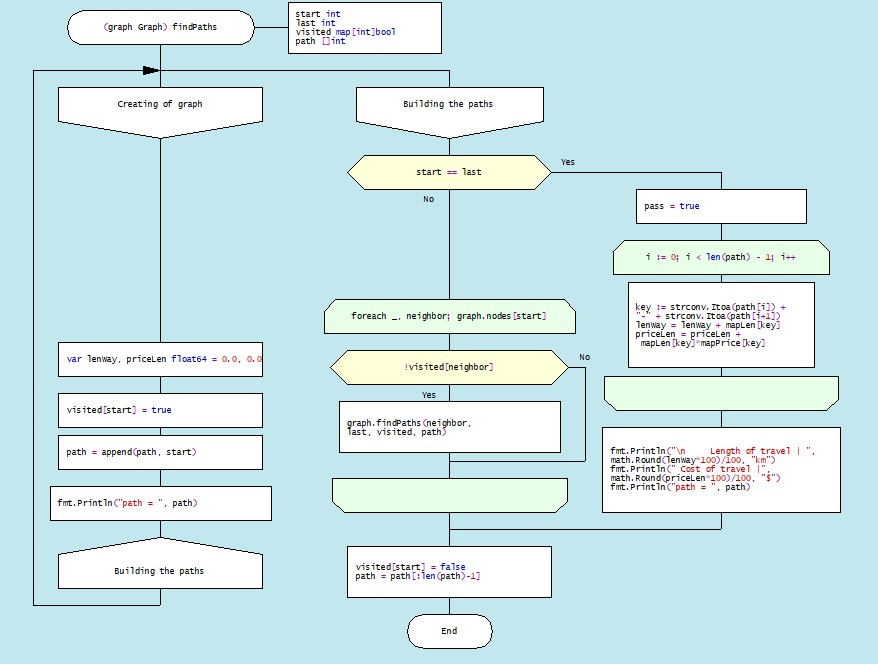 (graph Graph) findPaths
start int
last int
visited map[int]bool
path []int
Creating of graph
var lenWay, priceLen float64 = 0.0, 0.0
visited[start] = true
path = append(path, start)
fmt.Println("path = ", path)
Building the paths
Building the paths
start == last
Yes
No
foreach _, neighbor; graph.nodes[start]
!visited[neighbor]
No
Yes
graph.findPaths(neighbor,
last, visited, path)
pass = true
i := 0; i < len(path) - 1; i++
key := strconv.Itoa(path[i]) +
"-" + strconv.Itoa(path[i+1])
lenWay = lenWay + mapLen[key]
priceLen = priceLen +
mapLen[key]*mapPrice[key]
fmt.Println("\n     Length of travel | ",
math.Round(lenWay*100)/100, "km")
fmt.Println(" Cost of travel |",
math.Round(priceLen*100)/100, "$")
fmt.Println("path = ", path)
visited[start] = false
path = path[:len(path)-1]
End